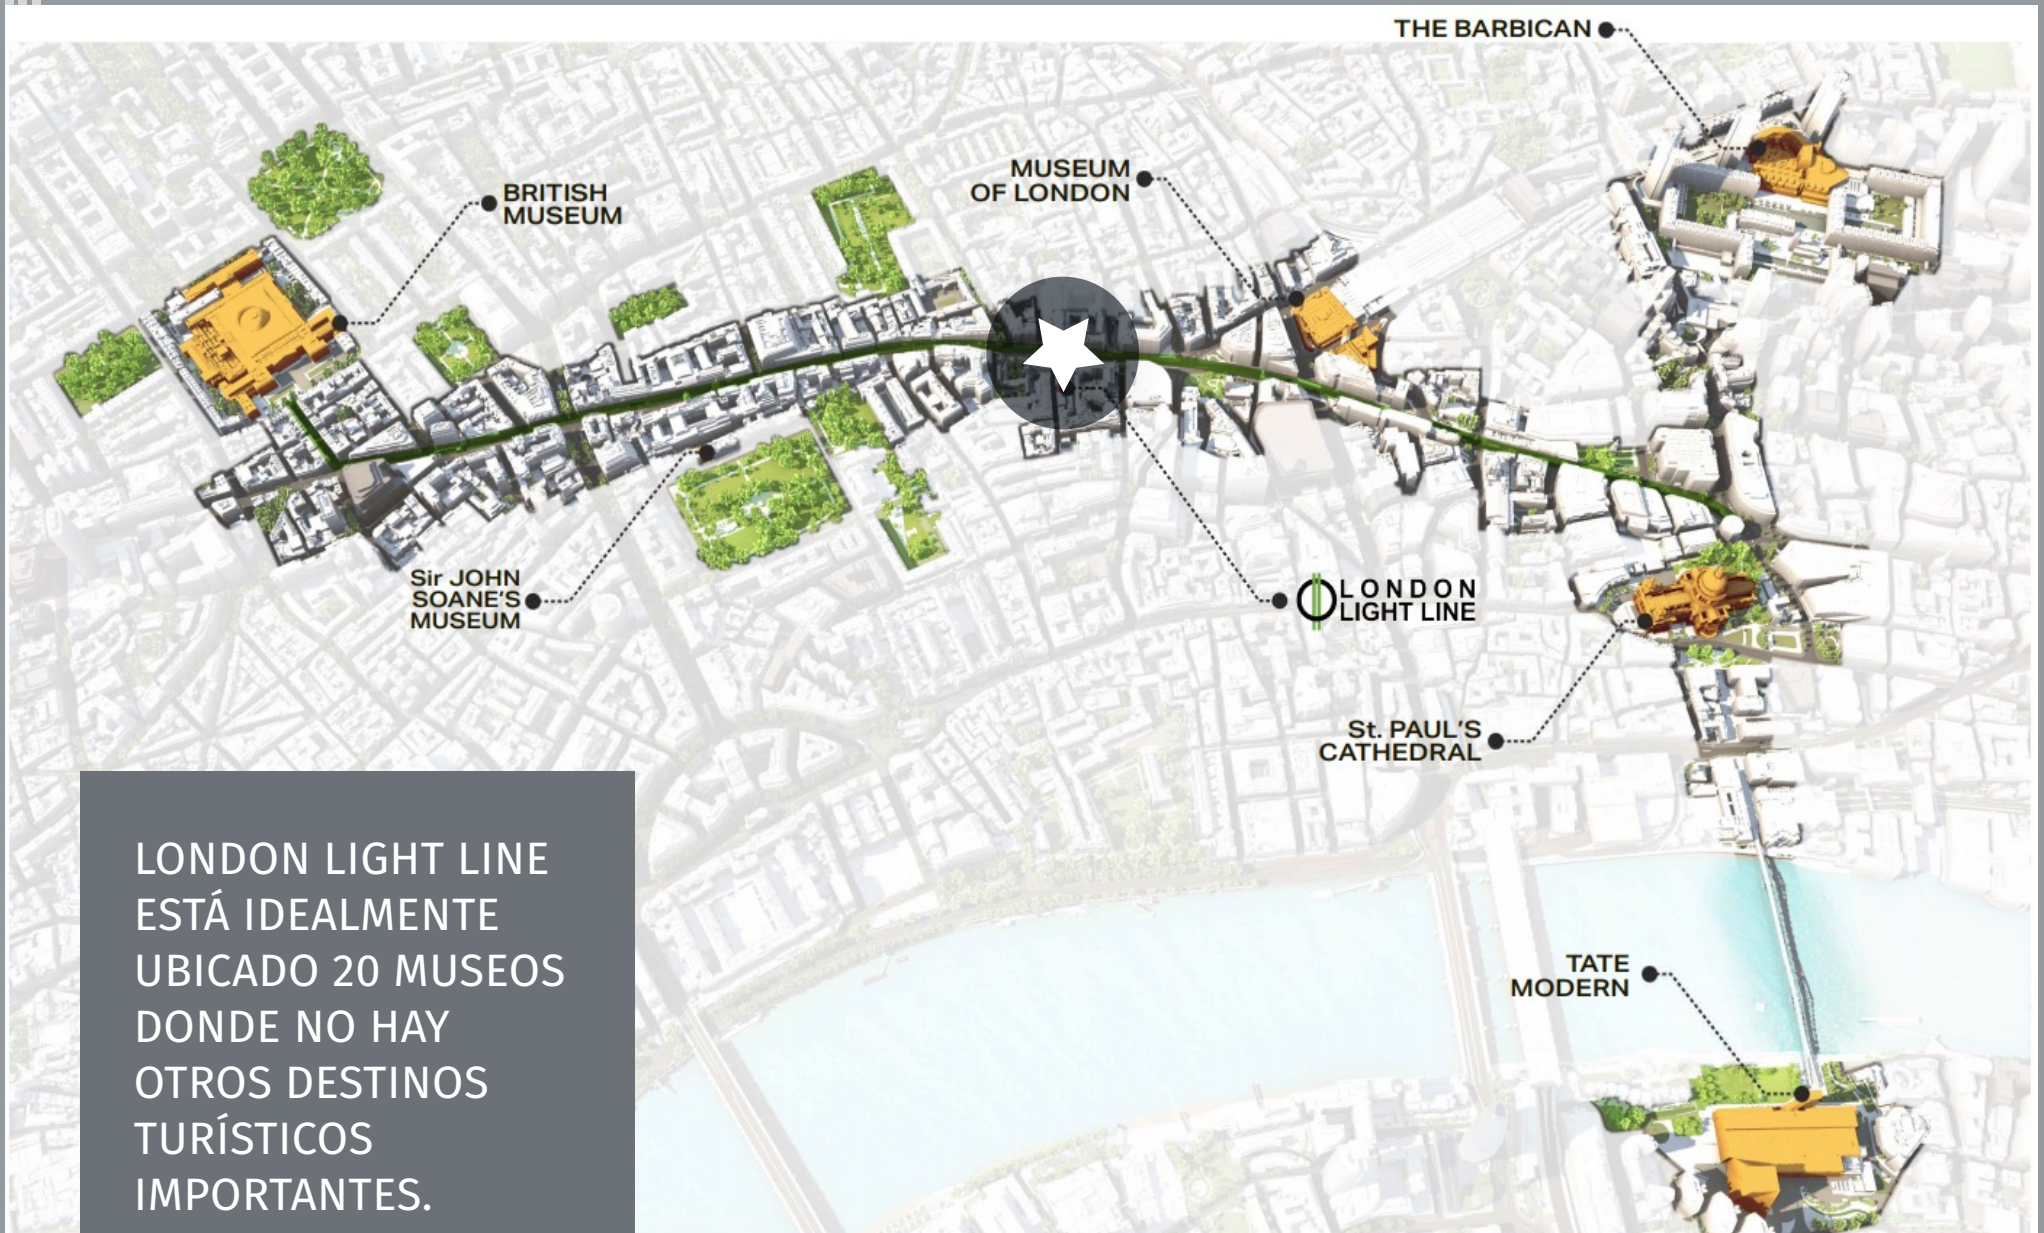 THE BARBICAN
MUSEUM
OF LONDON
BRITISH
MUSEUM
Sir JOHN
SOANE'S
MUSEUM
LONDON
LIGHT LINE
St. PAUL'S
CATHEDRAL
TATE
MODERN
LONDON LIGHT LINE
ESTÁ IDEALMENTE
UBICADO 20 MUSEOS
DONDE NO HAY
OTROS DESTINOS
TURÍSTICOS
IMPORTANTES.